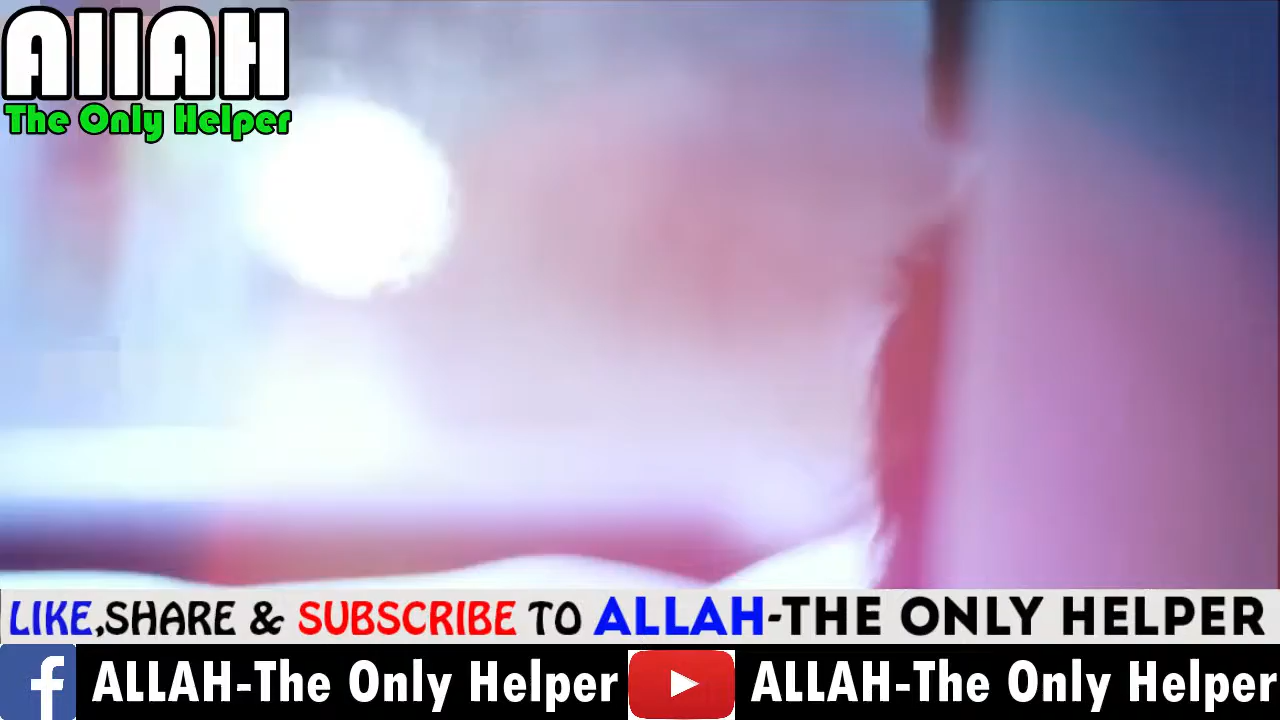 AllAH
The Only Helper
LIKE,SHARE & SUBSCRIBE TO ALLAH-THE ONLY HELPER
f ALLAH-The Only Helper ALLAH-The Only Helper